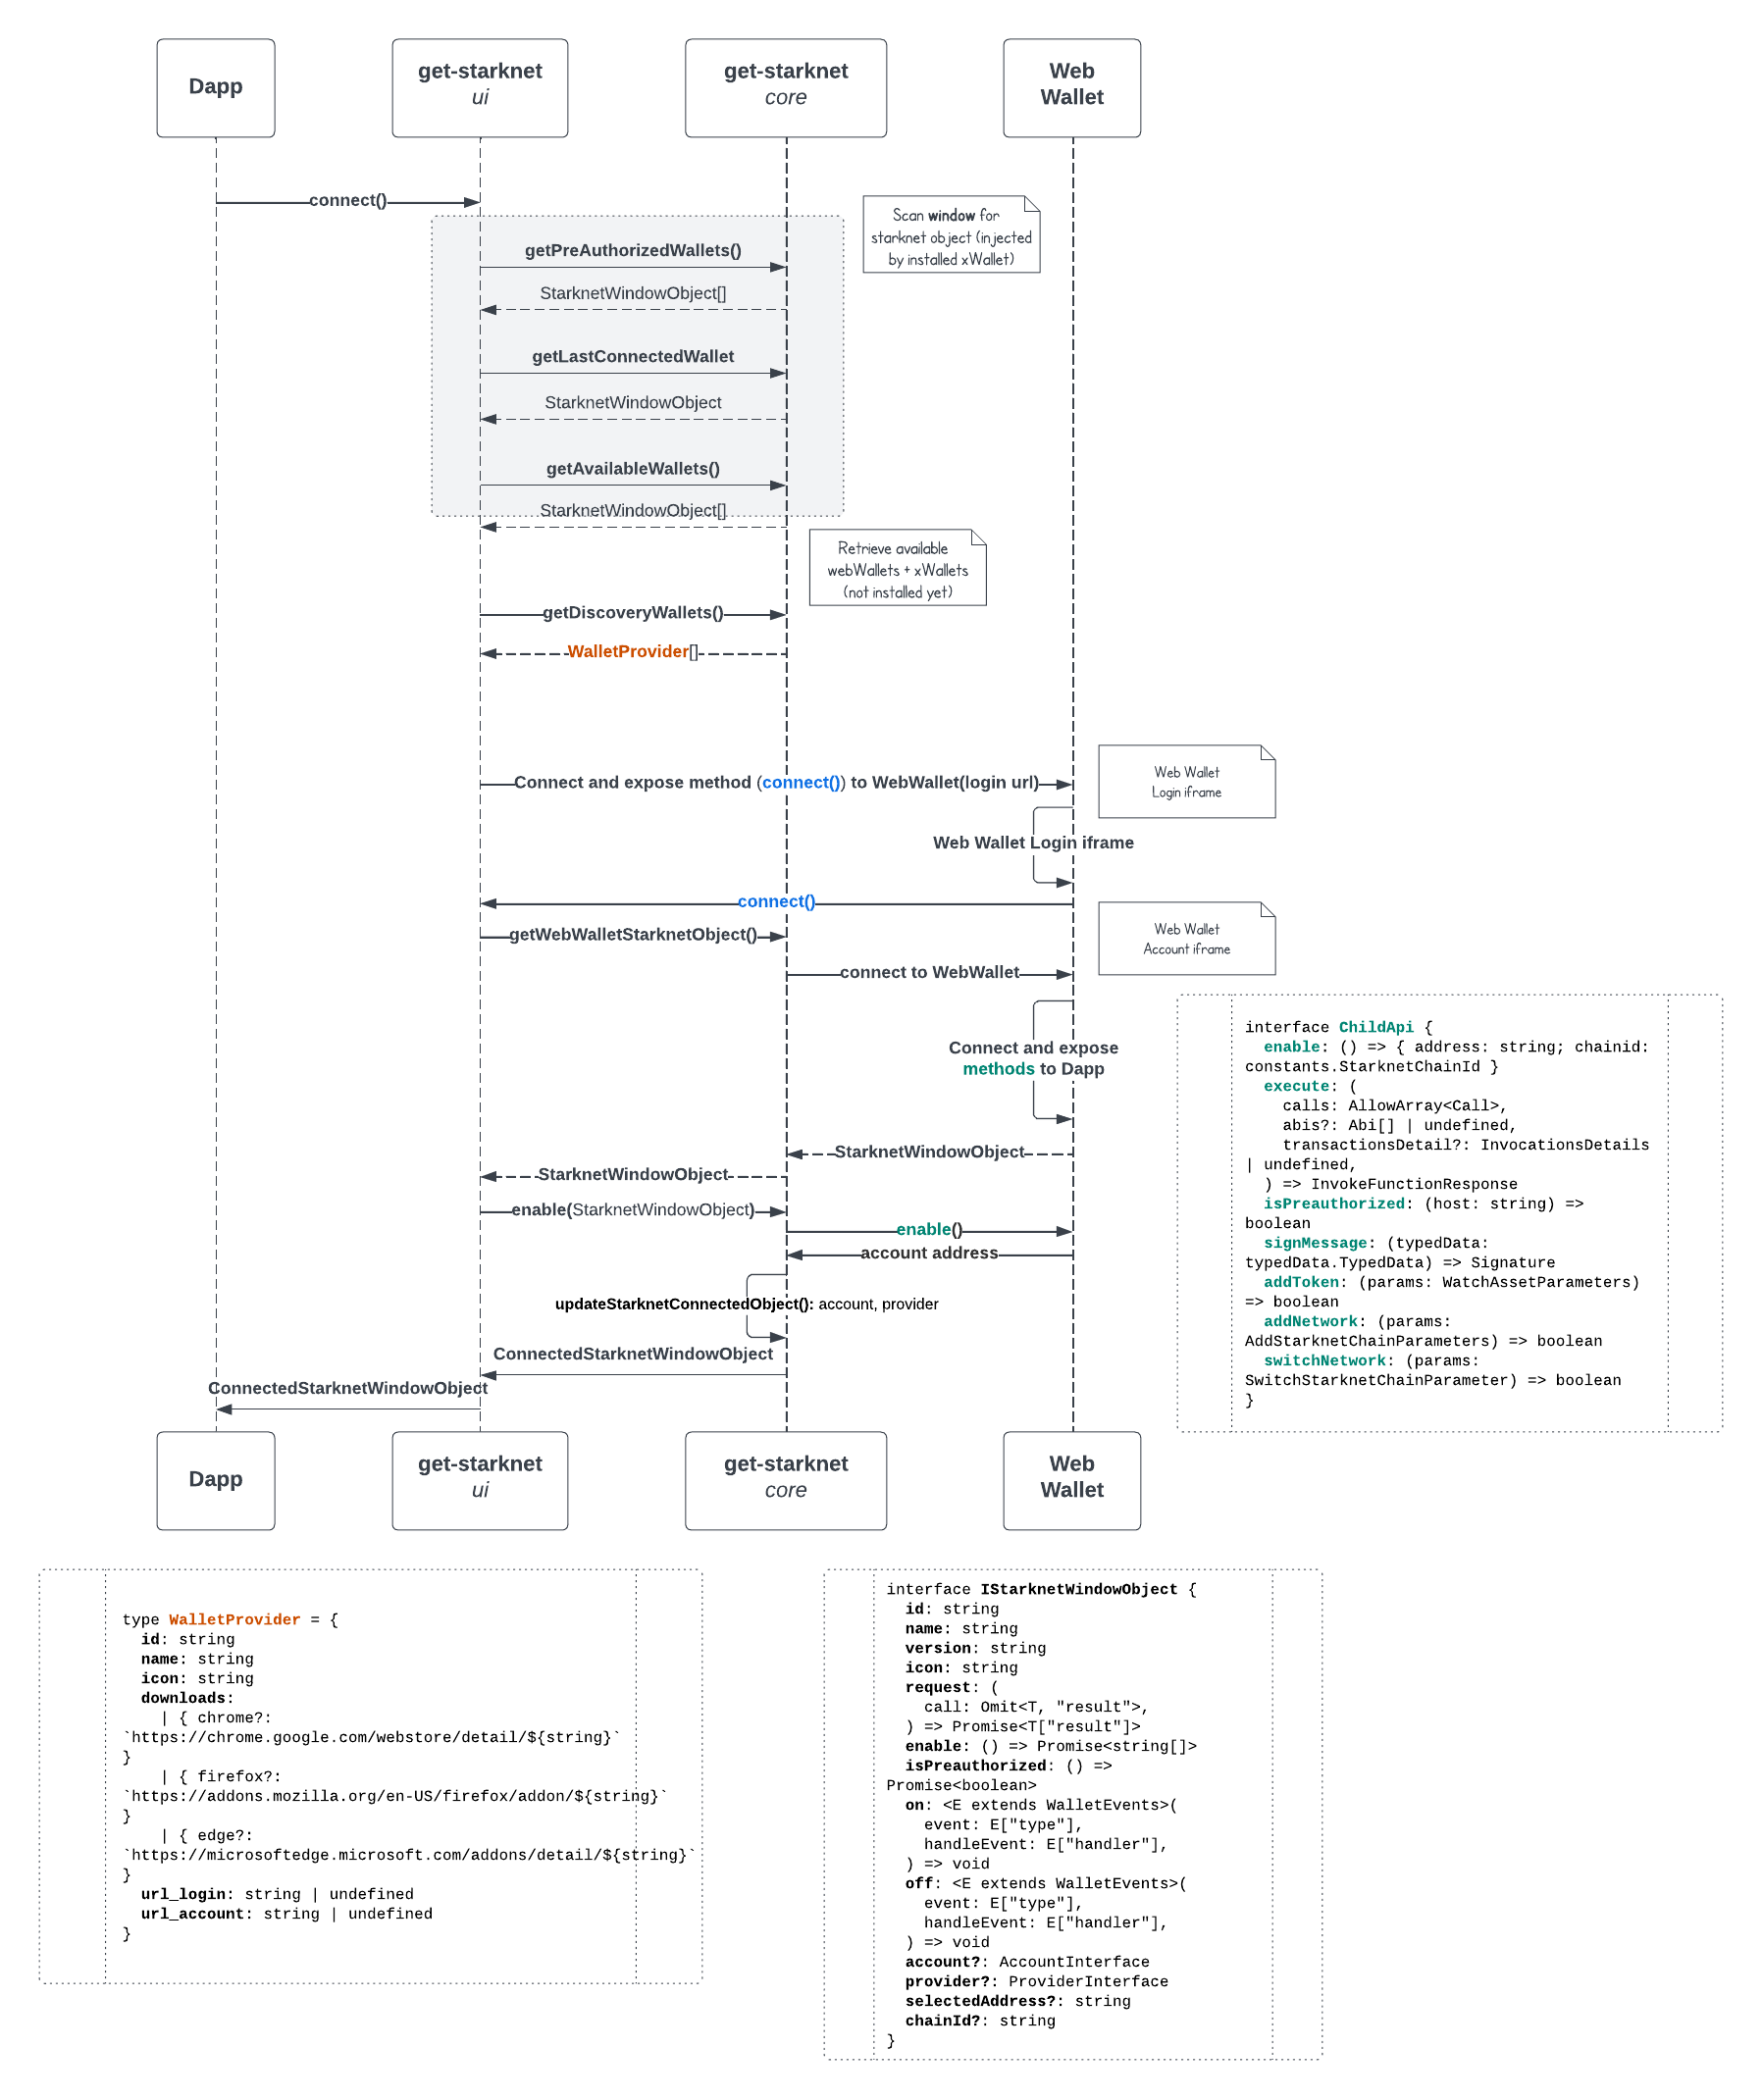 Dapp
get-starknet
ui
get-starknet
core
Web
Wallet
connect()
Scan window for
starknet object (injected
by installed xWallet)
getPreAuthorizedWallets()
StarknetWindowObject[]
getLastConnectedWallet
StarknetWindowObject
getAvailableWallets()
StarknetWindowObject[]
Retrieve available
webWallets + xWallets
(not installed yet)
getDiscoveryWallets()
WalletProvider[]
Connect and expose method (connect()) to WebWallet(login url)
Web Wallet
Login iframe
Web Wallet Login iframe
connect()
Web Wallet
Account iframe
getWebWalletStarknetObject()
connect to WebWallet
Connect and expose
methods to Dapp
StarknetWindowObject
StarknetWindowObject
enable(StarknetWindowObject)
enable()
account address
updateStarknetConnectedObject(): account, provider
ConnectedStarknetWindowObject
ConnectedStarknetWindowObject
interface ChildApi {
enable: () => { address: string; chainid:
constants.StarknetChainId }
execute: (
calls: AllowArray<Call>,
abis?: Abi[] | undefined,
transactionsDetail?: InvocationsDetails
| undefined,
) => InvokeFunctionResponse
isPreauthorized: (host: string) =>
boolean
signMessage: (typedData:
typedData.TypedData) => Signature
addToken: (params: WatchAssetParameters)
=> boolean
addNetwork: (params:
AddStarknetChainParameters) => boolean
switchNetwork: (params:
SwitchStarknetChainParameter) => boolean
}
Dapp
get-starknet
ui
get-starknet
core
Web
Wallet
type WalletProvider = {
id: string
name: string
icon: string
downloads:
| { chrome?:
`https://chrome.google.com/webstore/detail/${string}`
}
| { firefox?:
`https://addons.mozilla.org/en-US/firefox/addon/${string}`
}
| { edge?:
`https://microsoftedge.microsoft.com/addons/detail/${string}`
}
url_login: string | undefined
url_account: string | undefined
}
interface IStarknetWindowObject {
id: string
name: string
version: string
icon: string
request: (
call: Omit<T, "result">,
) => Promise<T["result"]>
enable: () => Promise<string[]>
isPreauthorized: () =>
Promise<boolean>
on: <E extends WalletEvents>(
event: E["type"],
handleEvent: E["handler"],
) => void
off: <E extends WalletEvents>(
event: E["type"],
handleEvent: E["handler"],
) => void
account?: AccountInterface
provider?: ProviderInterface
selectedAddress?: string
chainId?: string
}